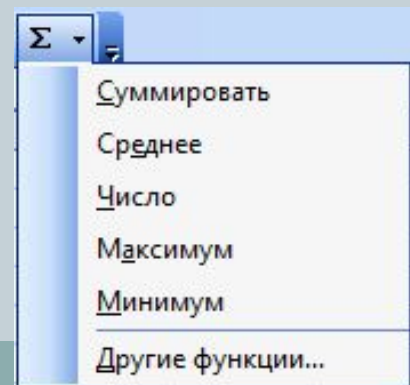 Σ
Суммировать
Среднее
Число
Максимум
Минимум
Другие функции...